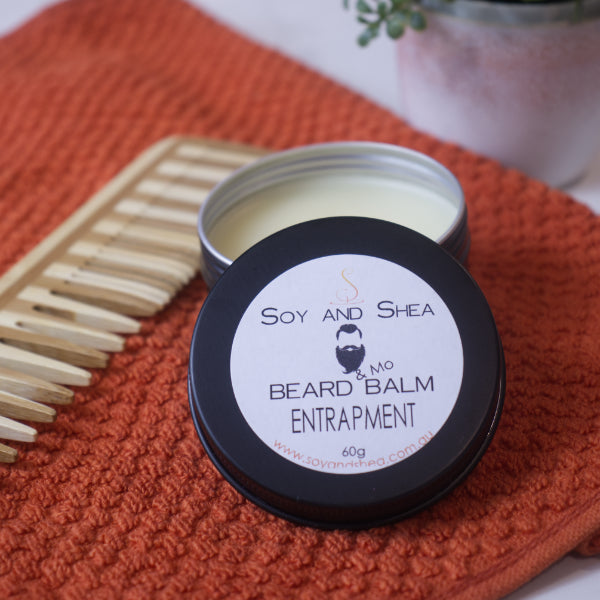 SOY AND SHEA
& MO
BEARD BALM
ENTRAPMENT
60g
www.soyandshea.com.au